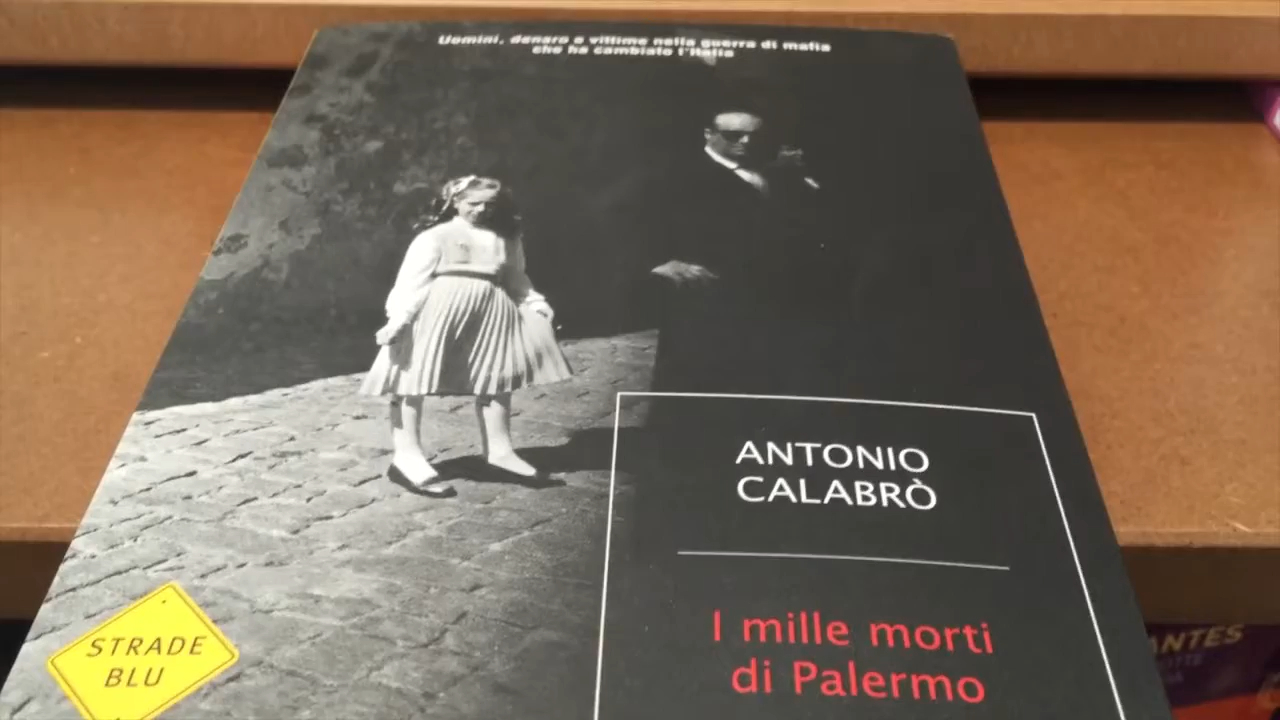 Uomini, denaro e vittime nella guerra di mafia
che ha cambiato l'Italia
ANTONIO
CALABRÒ
I mille morti
di Palermo
STRADE
BLU
ANTES